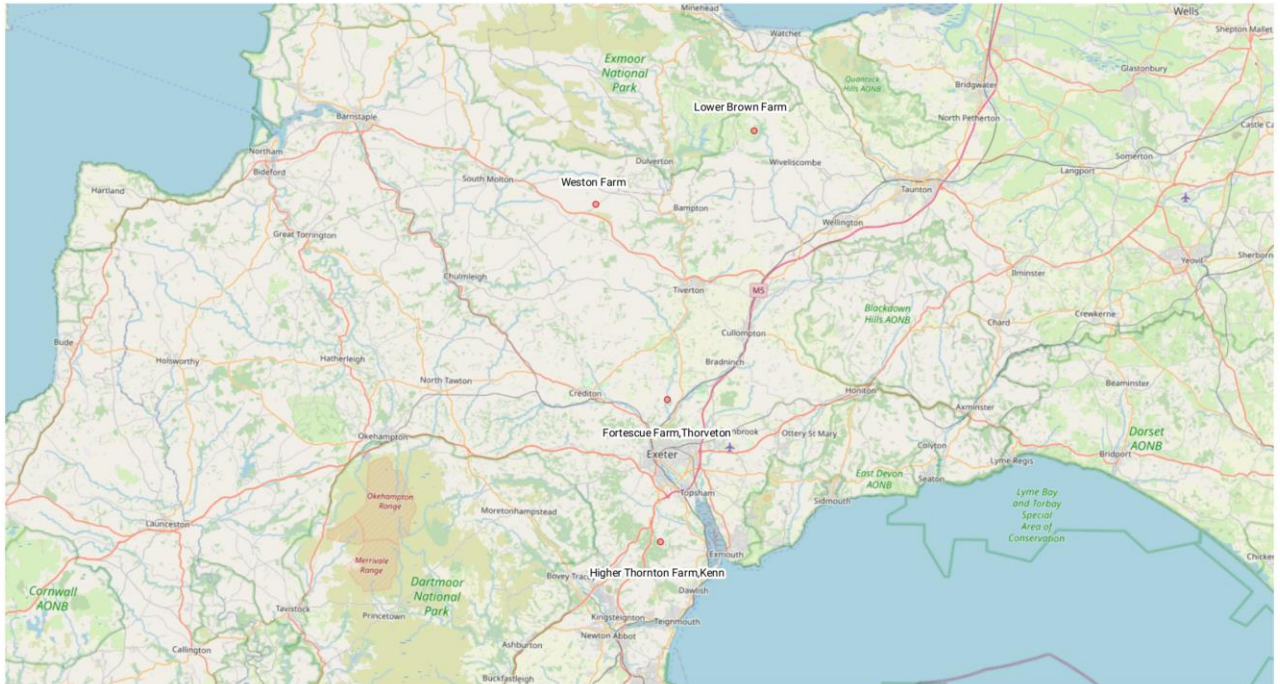 Minehead
Wells
Watchet
Shepton Mallet
Exmoor
National
Park
Glastonbury
Quantock
Hills AONB
Bridgwater
Lower Brown Farm
Barnstaple
North Petherton
Castle Ca
Northam
Bideford
Dulverton
Wiveliscombe
Somerton
Langport
Hartland
South Molton
Weston Farm
Taunton
Bampton
Wellington
Great Torrington
Yeovil
Sherborn
Chulmleigh
Ilminster
Tiverton
M5
Blackdown
Hills AONB
Crewkerne
Chard
Cullompton
Bude
Holsworthy
Hatherleigh
Bradninch
North Tawton
Crediton
Honiton
Beaminster
Axminster
Okehampton
Fortescue Farm,Thorveton
nbrook
Ottery St Mary
Dorset
AONB
Colyton
Exeter
Bridport
Lyme Regis
East Devon
AONB
Seaton
Okehampton
Range
Topsham
Sidmouth
Lyme Bay
and Torbay
Special
Area of
Conservation
Moretonhampstead
Launceston
Exmouth
Chicker
Merrivale
Range
Higher Thornton Farm,Kenn
Bovey Trac
Dartmoor
National
Park
Dawlish
Cornwall
AONB
Tavistock
Princetown
Kingsteignton
Teignmouth
Newton Abbot
Ashburton
Callington
Buckfastleigh